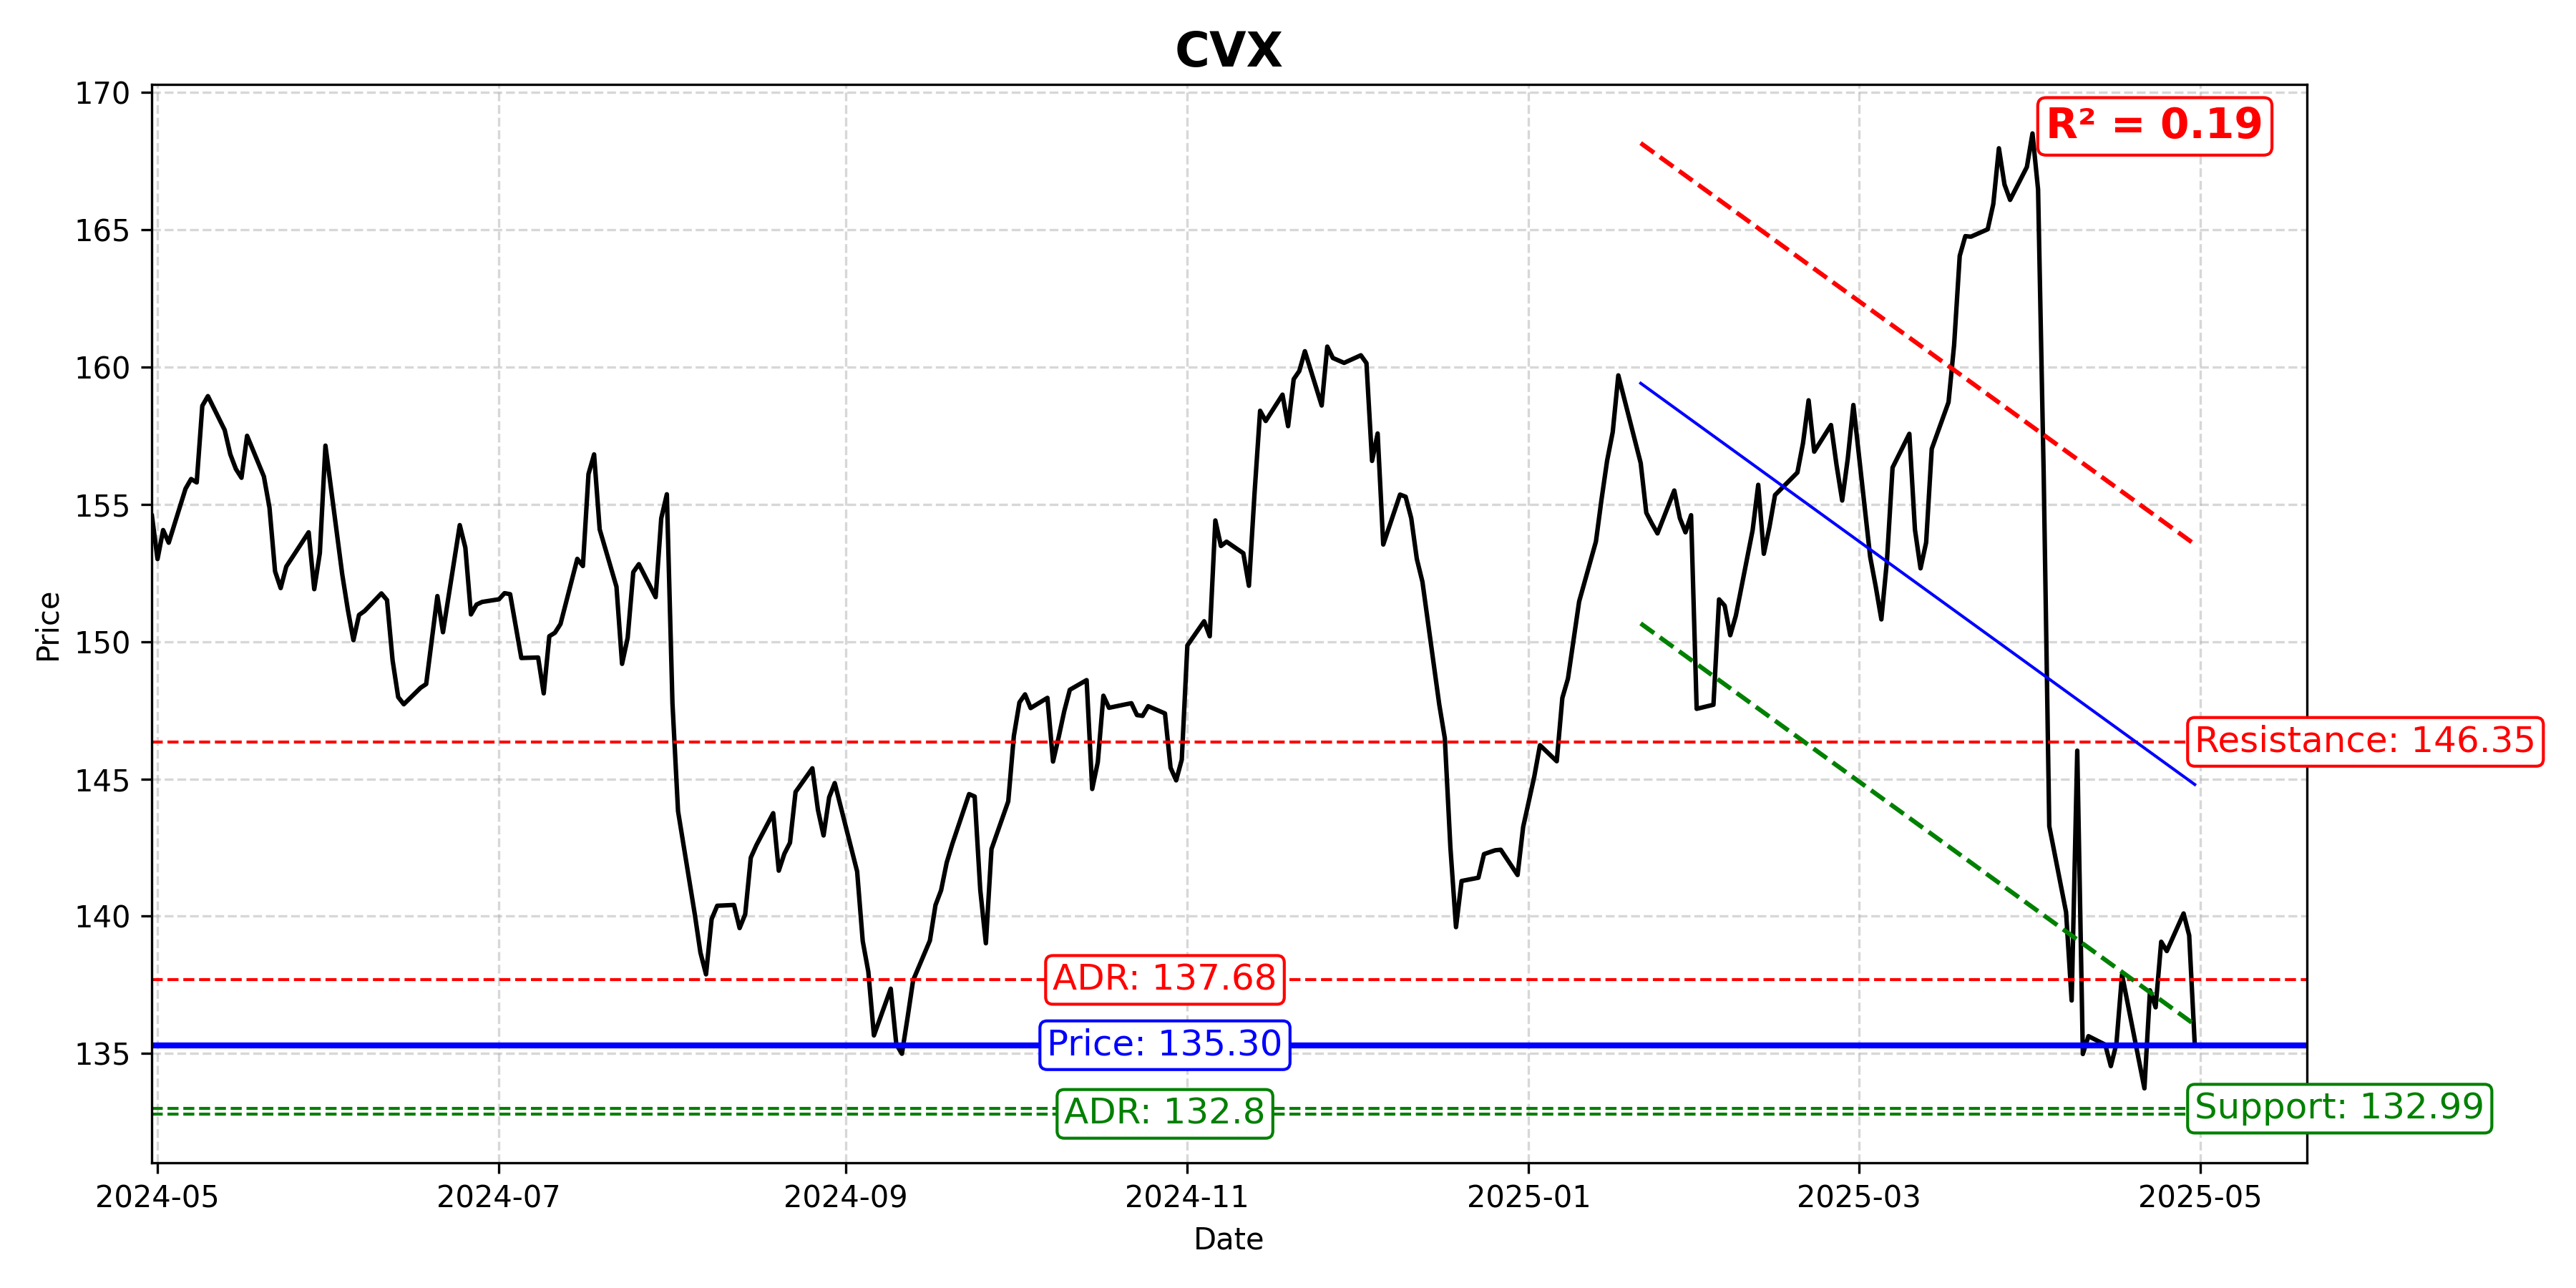 CVX
170
165
160
155
150
145
140
135
Price
R² = 0.19
Resistance: 146.35
ADR: 137.68
Price: 135.30
ADR: 132.8
Support: 132.99
2024-05
2024-07
2024-09
2024-11
2025-01
2025-03
2025-05
Date